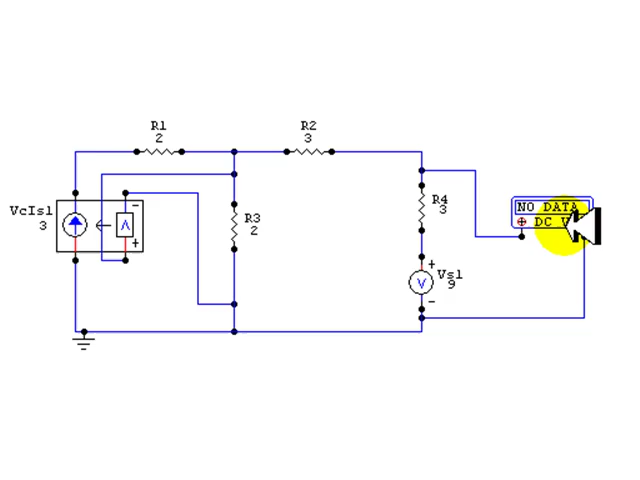 R1
2
R2
3
VcIs1
3
R3
2
R4
3
Vs1
9
NO DATA
DC V
V
+
−
−
+